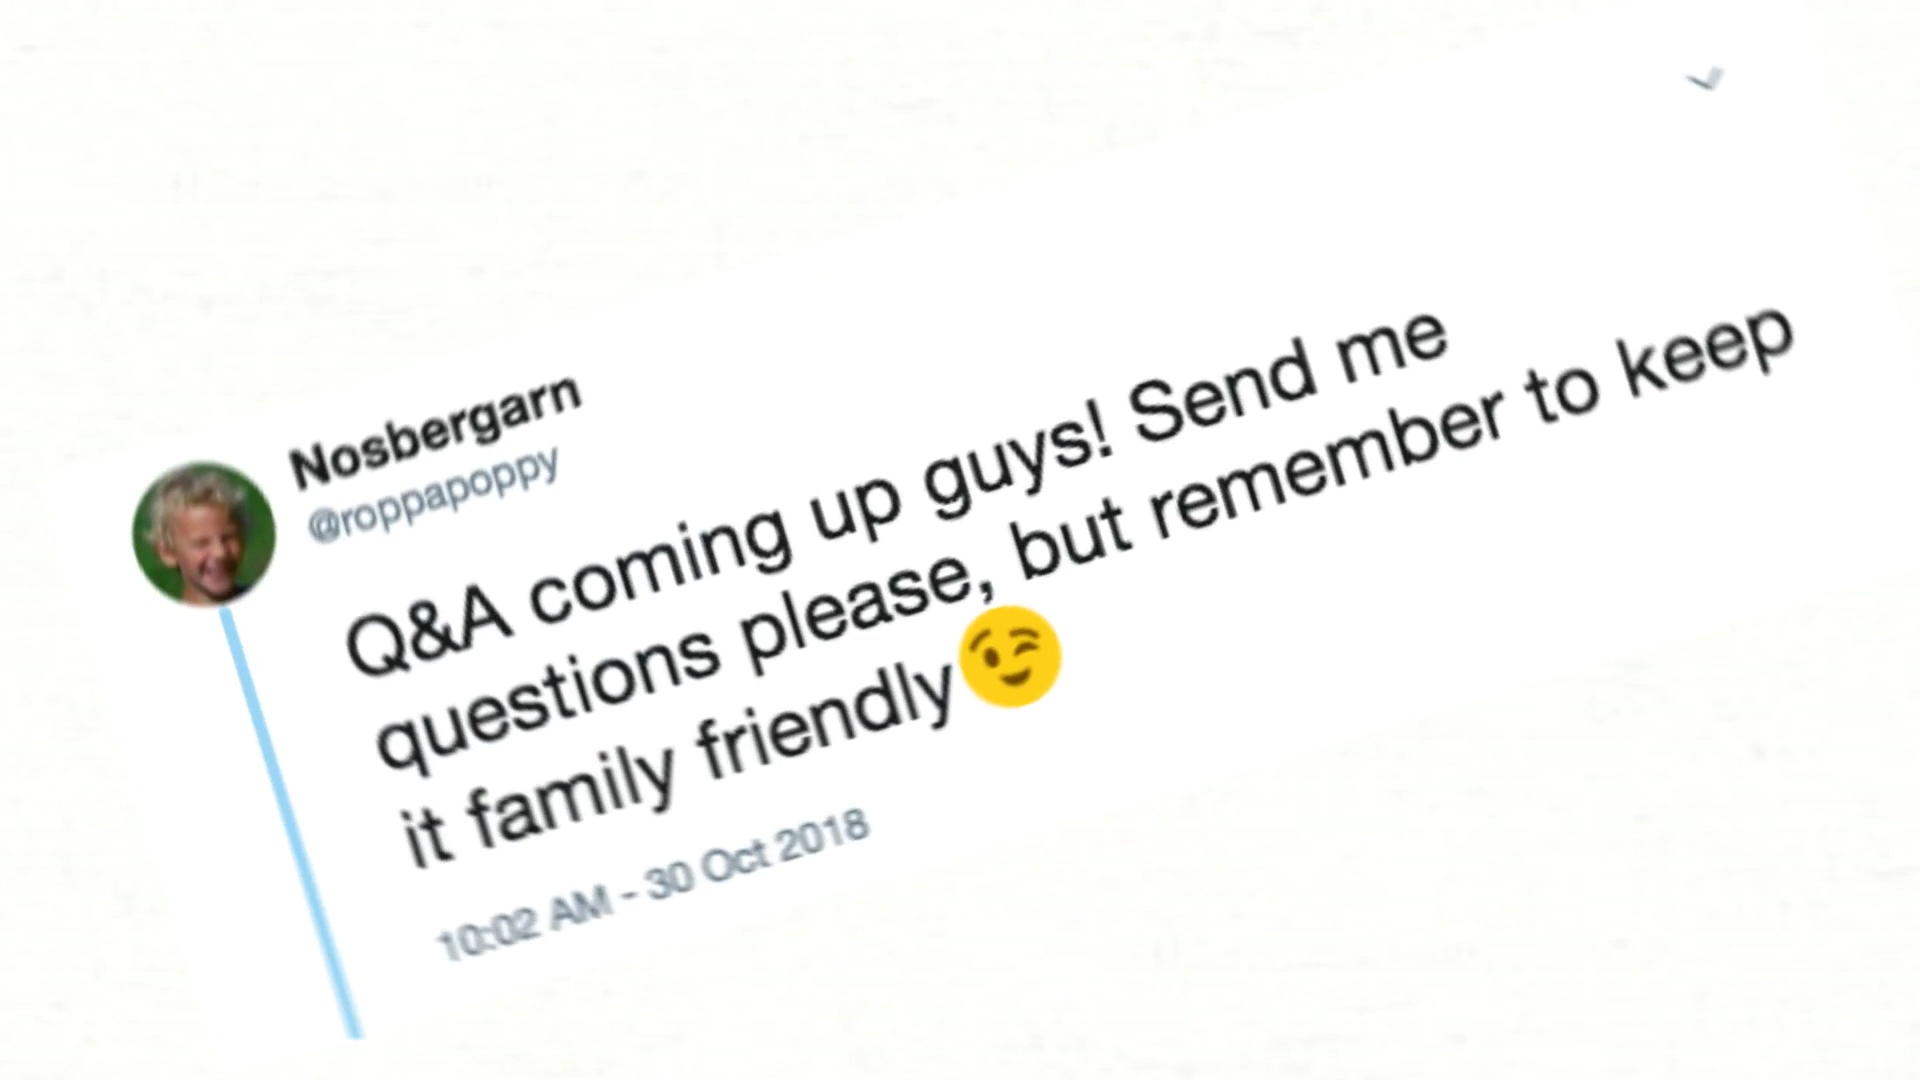 Nosbergarn
@roppapoppy
Q&A coming up guys! Send me
questions please, but remember to keep
it family friendly😉
10:02 AM - 30 Oct 2018